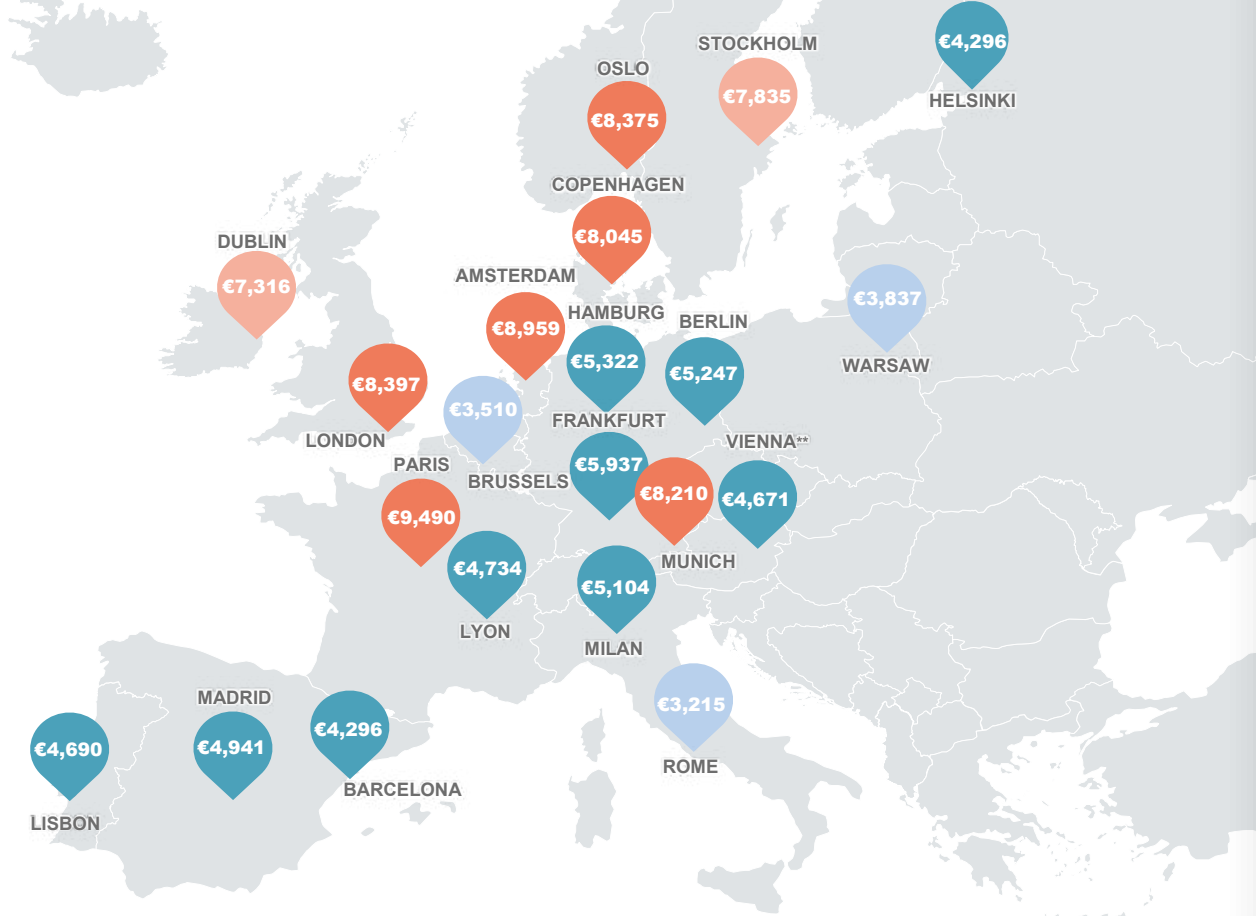 €4,296
HELSINKI
STOCKHOLM
€7,835
OSLO
€8,375
COPENHAGEN
€8,045
DUBLIN
€7,316
AMSTERDAM
€8,959
HAMBURG
€5,322
BERLIN
€5,247
€3,837
WARSAW
€8,397
LONDON
€3,510
BRUSSELS
FRANKFURT
€5,937
VIENNA**
€4,671
PARIS
€9,490
€8,210
MUNICH
€4,734
LYON
€5,104
MILAN
MADRID
€4,941
€4,296
BARCELONA
€4,690
LISBON
€3,215
ROME